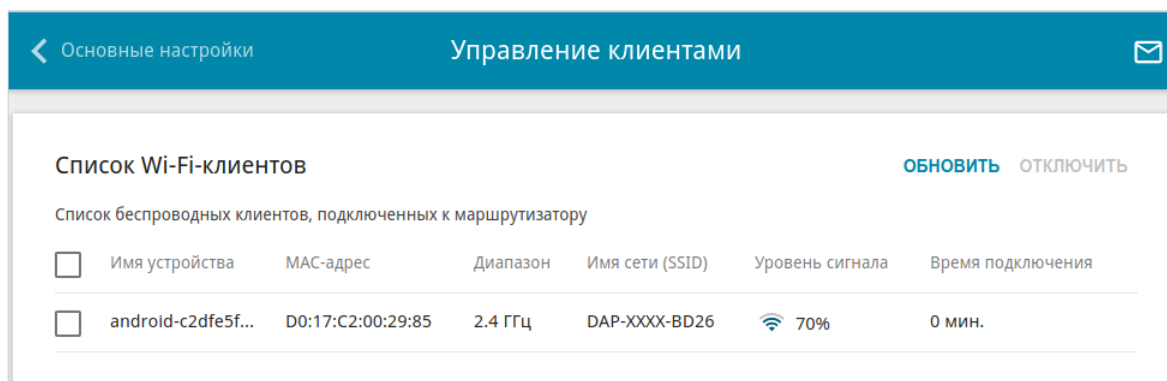 Основные настройки Управление клиентами
Список Wi-Fi-клиентов ОБНОВИТЬ ОТКЛЮЧИТЬ
Список беспроводных клиентов, подключенных к маршрутизатору
Имя устройства MAC-адрес Диапазон Имя сети (SSID) Уровень сигнала Время подключения
android-c2dfe5f... D0:17:C2:00:29:85 2.4 ГГц DAP-XXXX-BD26 70% 0 мин.